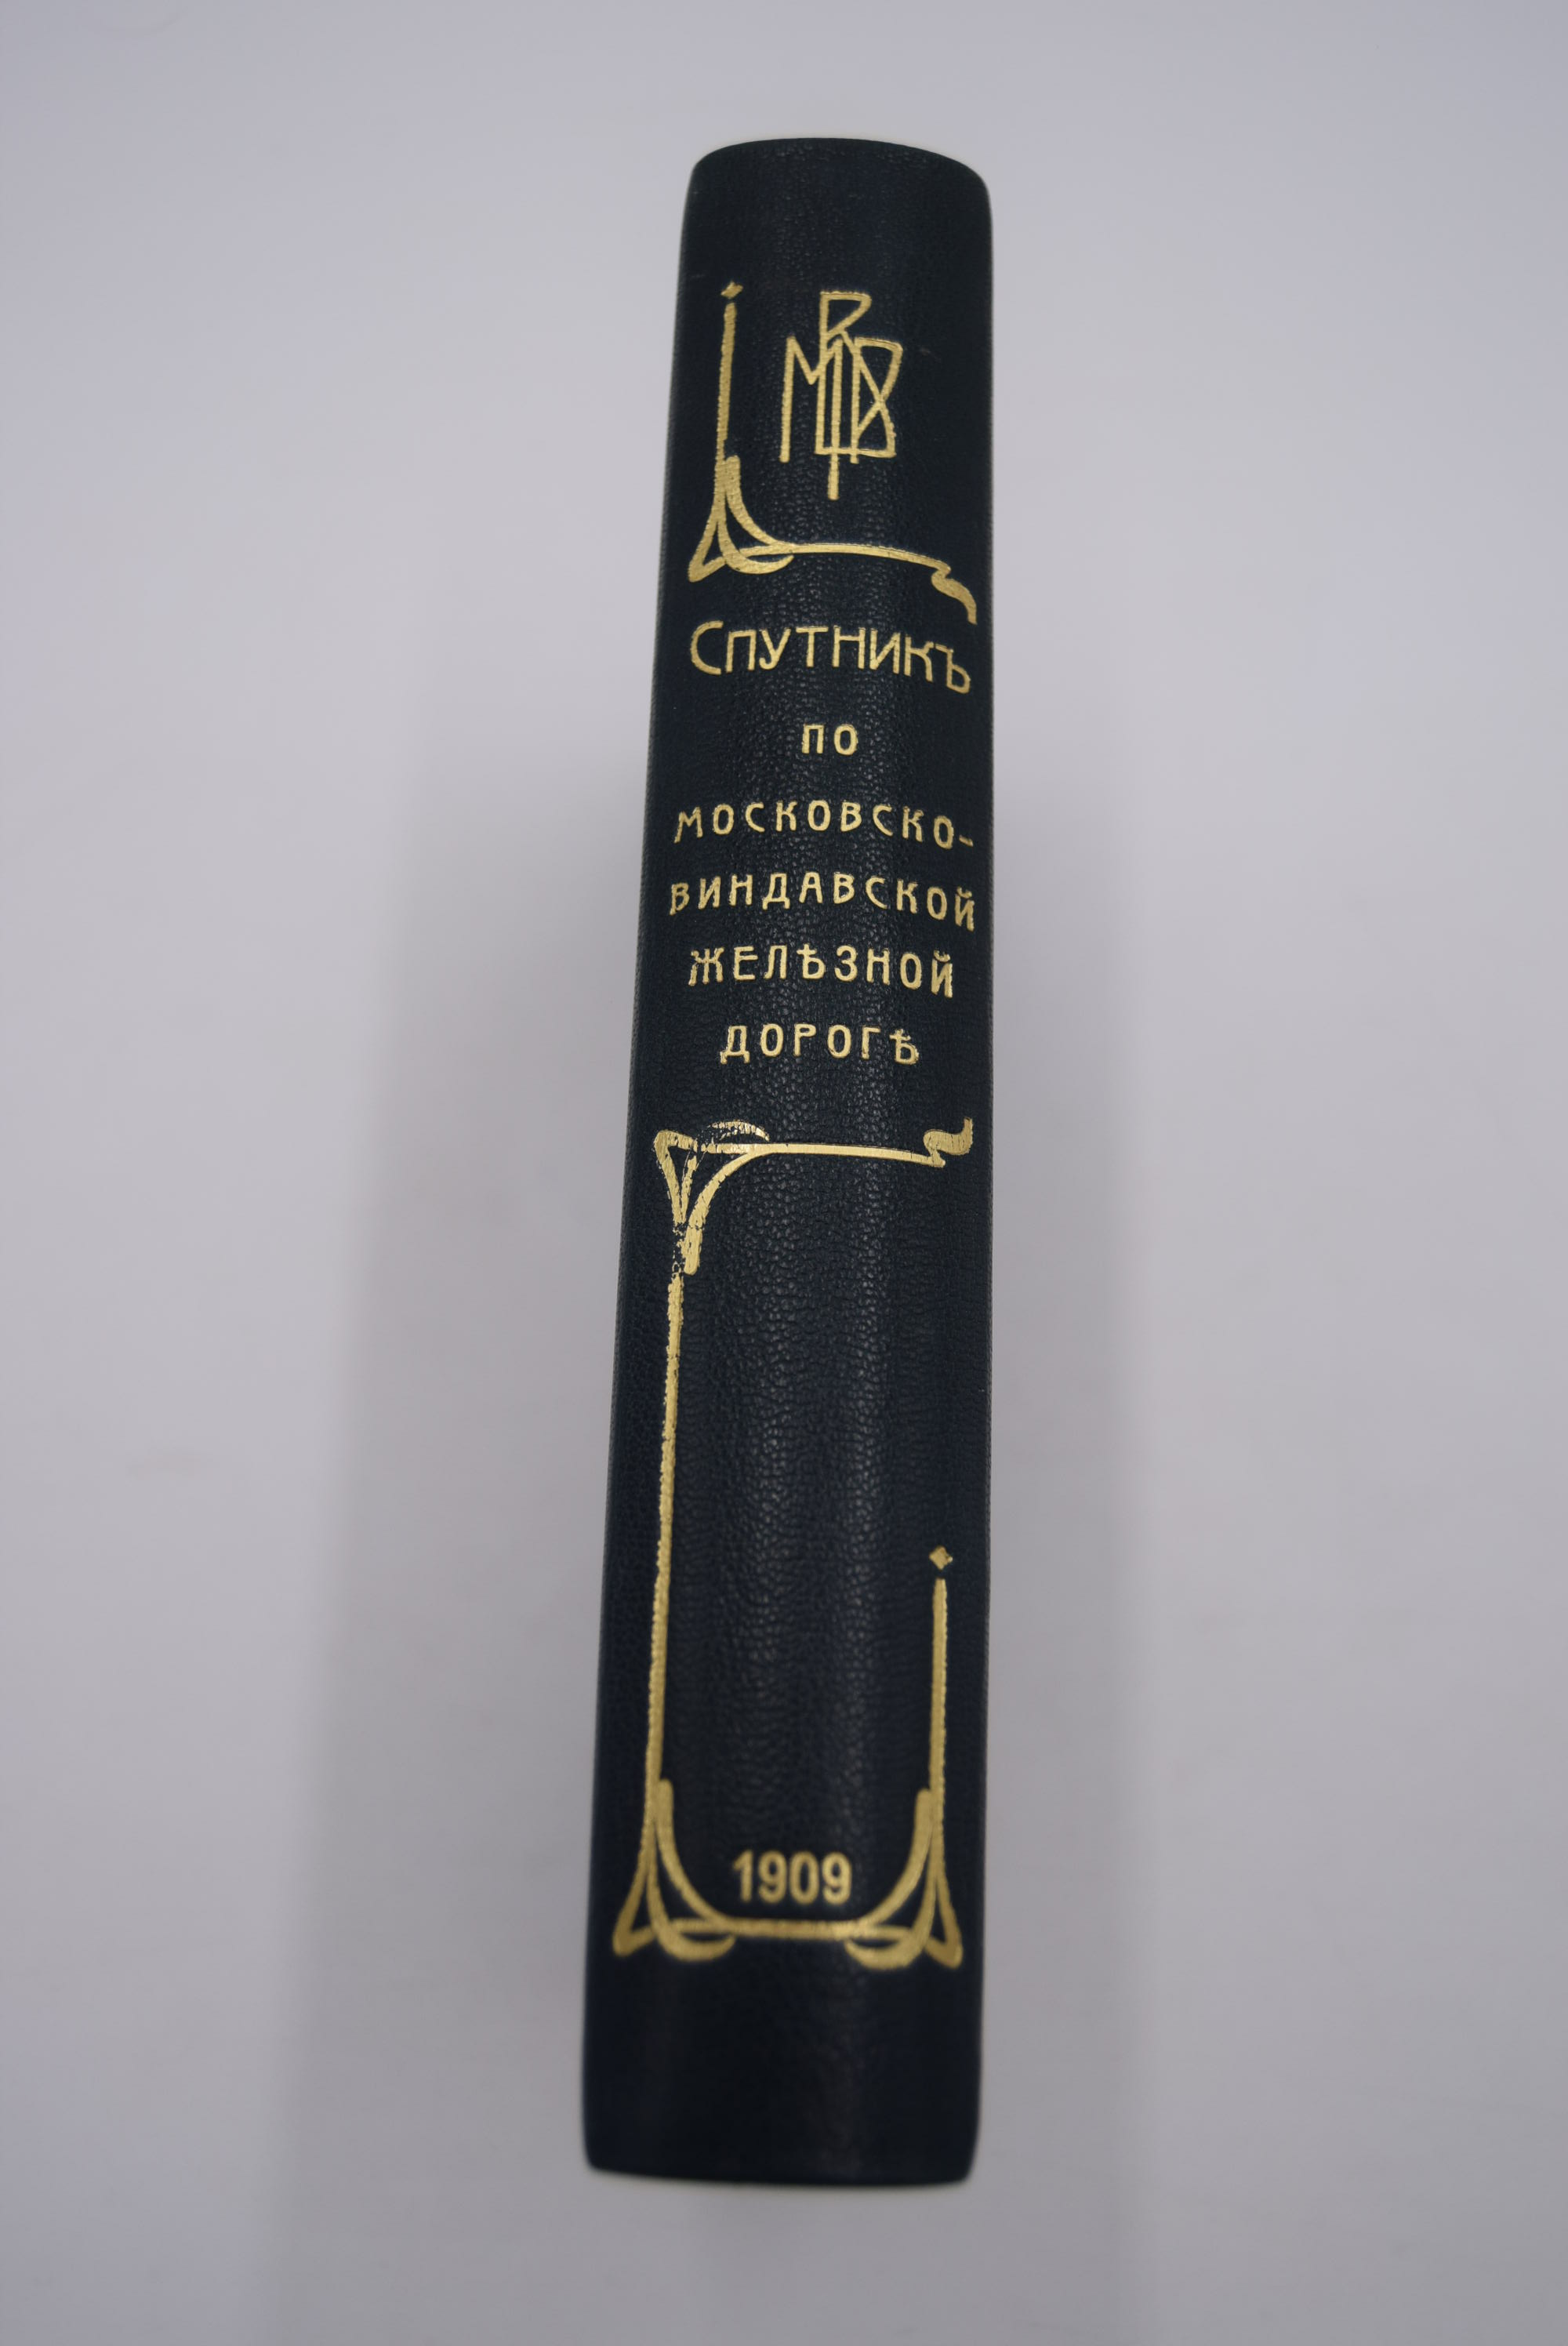 Спутникъ
по
Московско-
Виндавской
Желѣзной
Дорогѣ
1909